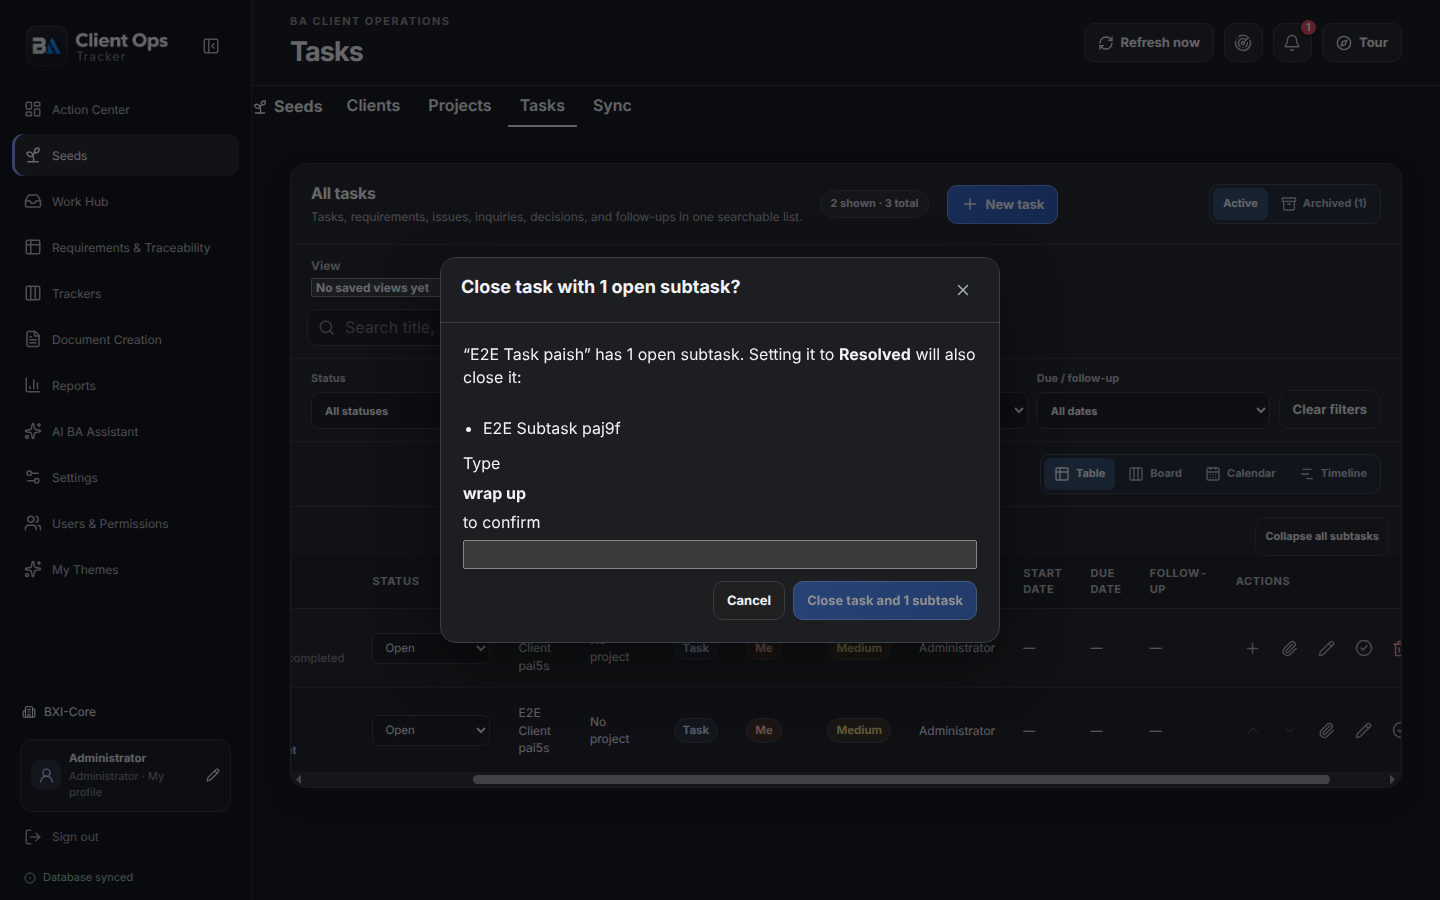 BA Client Ops
Tracker
Action Center
Seeds
Work Hub
Requirements & Traceability
Trackers
Document Creation
Reports
AI BA Assistant
Settings
Users & Permissions
My Themes
BXI-Core
Administrator
Administrator · My
profile
Sign out
Database synced
BA CLIENT OPERATIONS
Tasks
Refresh now
1
Tour
Seeds Clients Projects Tasks Sync
All tasks
Tasks, requirements, issues, inquiries, decisions, and follow-ups in one searchable list.
2 shown · 3 total
New task
Active Archived (1)
View
No saved views yet
Search title,
Status
All statuses
Due / follow-up
All dates
Clear filters
Table Board Calendar Timeline
Collapse all subtasks
STATUS
START
DATE
DUE
DATE
FOLLOW-
UP
ACTIONS
completed
Open
Client
pai5s
project
Task
Me
Medium
Administrator
—
—
—
Open
E2E
Client
pai5s
No
project
Task
Me
Medium
Administrator
—
—
—
Close task with 1 open subtask?
“E2E Task paish” has 1 open subtask. Setting it to Resolved will also
close it:
• E2E Subtask paj9f
Type
wrap up
to confirm
Cancel
Close task and 1 subtask